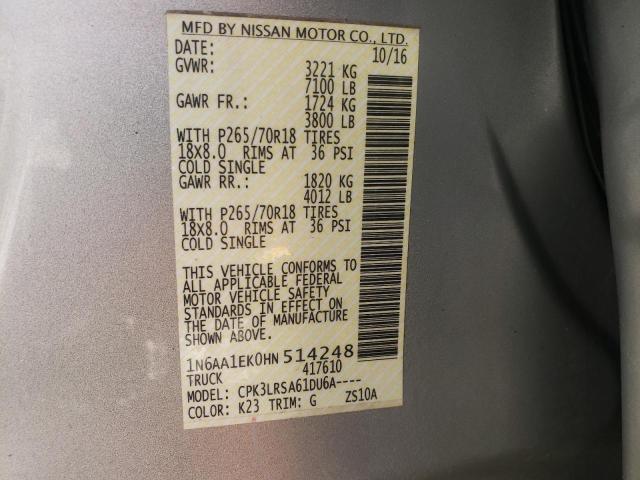 MFD BY NISSAN MOTOR CO., LTD.
DATE: 10/16
GVWR: 3221 KG
7100 LB
GAWR FR.: 1724 KG
3800 LB
WITH P265/70R18 TIRES
18X8.0 RIMS AT 36 PSI
COLD SINGLE
GAWR RR.: 1820 KG
4012 LB
WITH P265/70R18 TIRES
18X8.0 RIMS AT 36 PSI
COLD SINGLE
THIS VEHICLE CONFORMS TO
ALL APPLICABLE FEDERAL
MOTOR VEHICLE SAFETY
STANDARDS IN EFFECT ON
THE DATE OF MANUFACTURE
SHOWN ABOVE.
1N6AA1EK0HN514248
TRUCK 417610
MODEL: CPK3LRSA61DU6A----
COLOR: K23 TRIM: G ZS10A